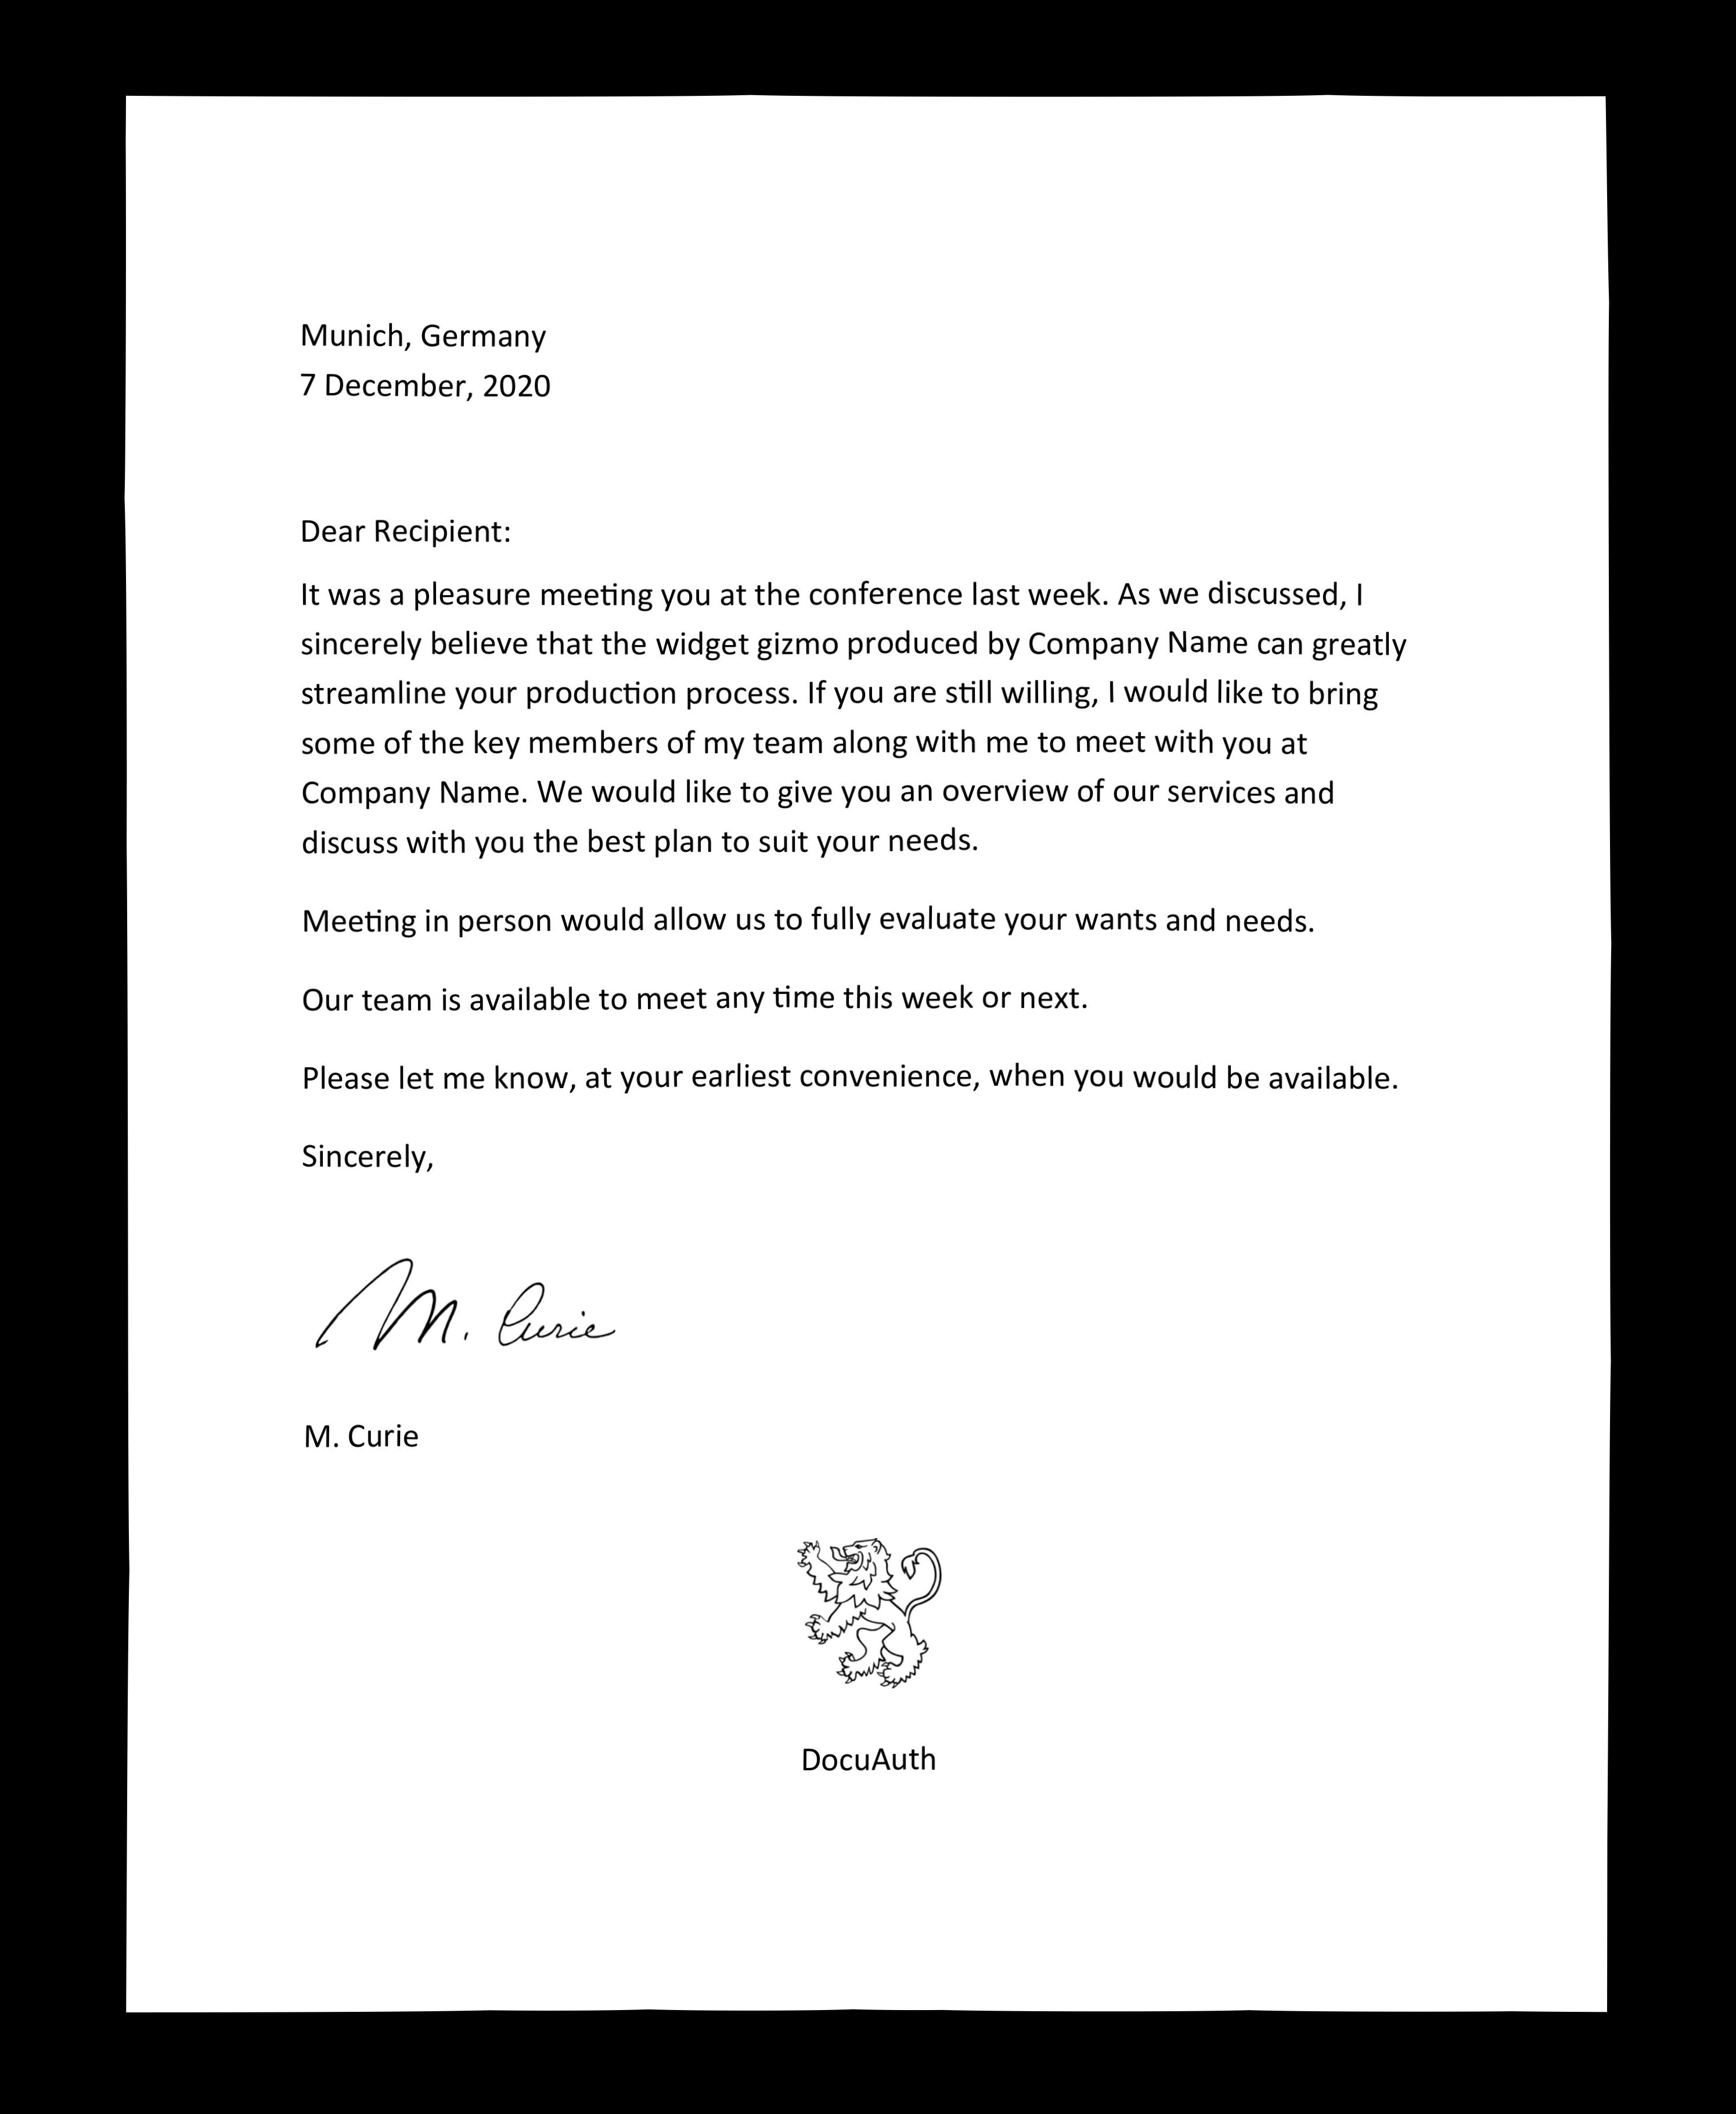 Munich, Germany
7 December, 2020
Dear Recipient:
It was a pleasure meeting you at the conference last week. As we discussed, I
sincerely believe that the widget gizmo produced by Company Name can greatly
streamline your production process. If you are still willing, I would like to bring
some of the key members of my team along with me to meet with you at
Company Name. We would like to give you an overview of our services and
discuss with you the best plan to suit your needs.
Meeting in person would allow us to fully evaluate your wants and needs.
Our team is available to meet any time this week or next.
Please let me know, at your earliest convenience, when you would be available.
Sincerely,
M. Curie
M. Curie
DocuAuth